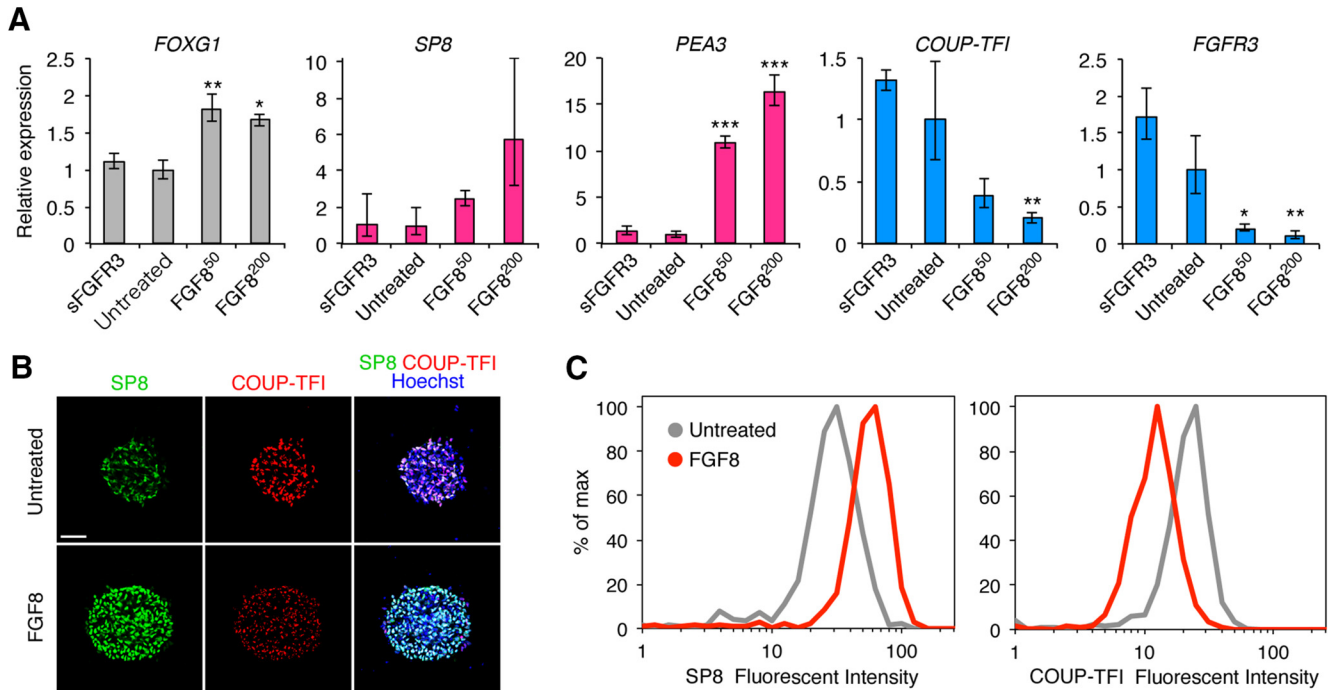 A
FOXG1
SP8
PEA3
COUP-TFI
FGFR3
Relative expression
2.5
2
1.5
1
0.5
0
sFGFR3
Untreated
FGF8⁵⁰
FGF8²⁰⁰
** *
10
8
6
4
2
0
sFGFR3
Untreated
FGF8⁵⁰
FGF8²⁰⁰
20
15
10
5
0
sFGFR3
Untreated
FGF8⁵⁰
FGF8²⁰⁰
*** ***
1.5
1
0.5
0
sFGFR3
Untreated
FGF8⁵⁰
FGF8²⁰⁰
**
2.5
2
1.5
1
0.5
0
sFGFR3
Untreated
FGF8⁵⁰
FGF8²⁰⁰
* **
B
SP8
COUP-TFI
SP8 COUP-TFI
Hoechst
Untreated
FGF8
C
% of max
100
80
60
40
20
0
Untreated
FGF8
1 10 100
SP8 Fluorescent Intensity
100
80
60
40
20
0
1 10 100
COUP-TFI Fluorescent Intensity